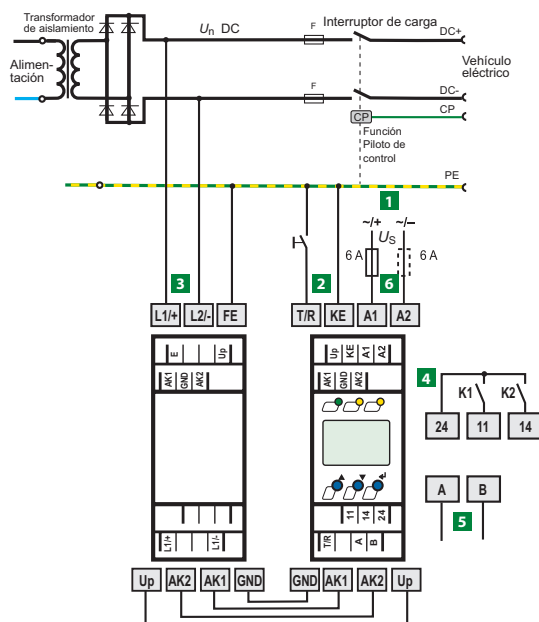 Transformador
de aislamiento
Un DC
F
Interruptor de carga
DC+
Alimen-
tación
Vehículo
eléctrico
F
DC-
CP
CP
Función
Piloto de
control
PE
1
~/+
~/–
US
6 A
6 A
3
2
6
L1/+
L2/-
FE
T/R
KE
A1
A2
E
Up
AK1
GND
AK2
Up
KE
A1
A2
AK1
GND
AK2
4
K1
K2
24
11
14
A
B
5
11
14
24
L1/+
L1/-
T/R
A
B
Up
AK2
AK1
GND
GND
AK1
AK2
Up